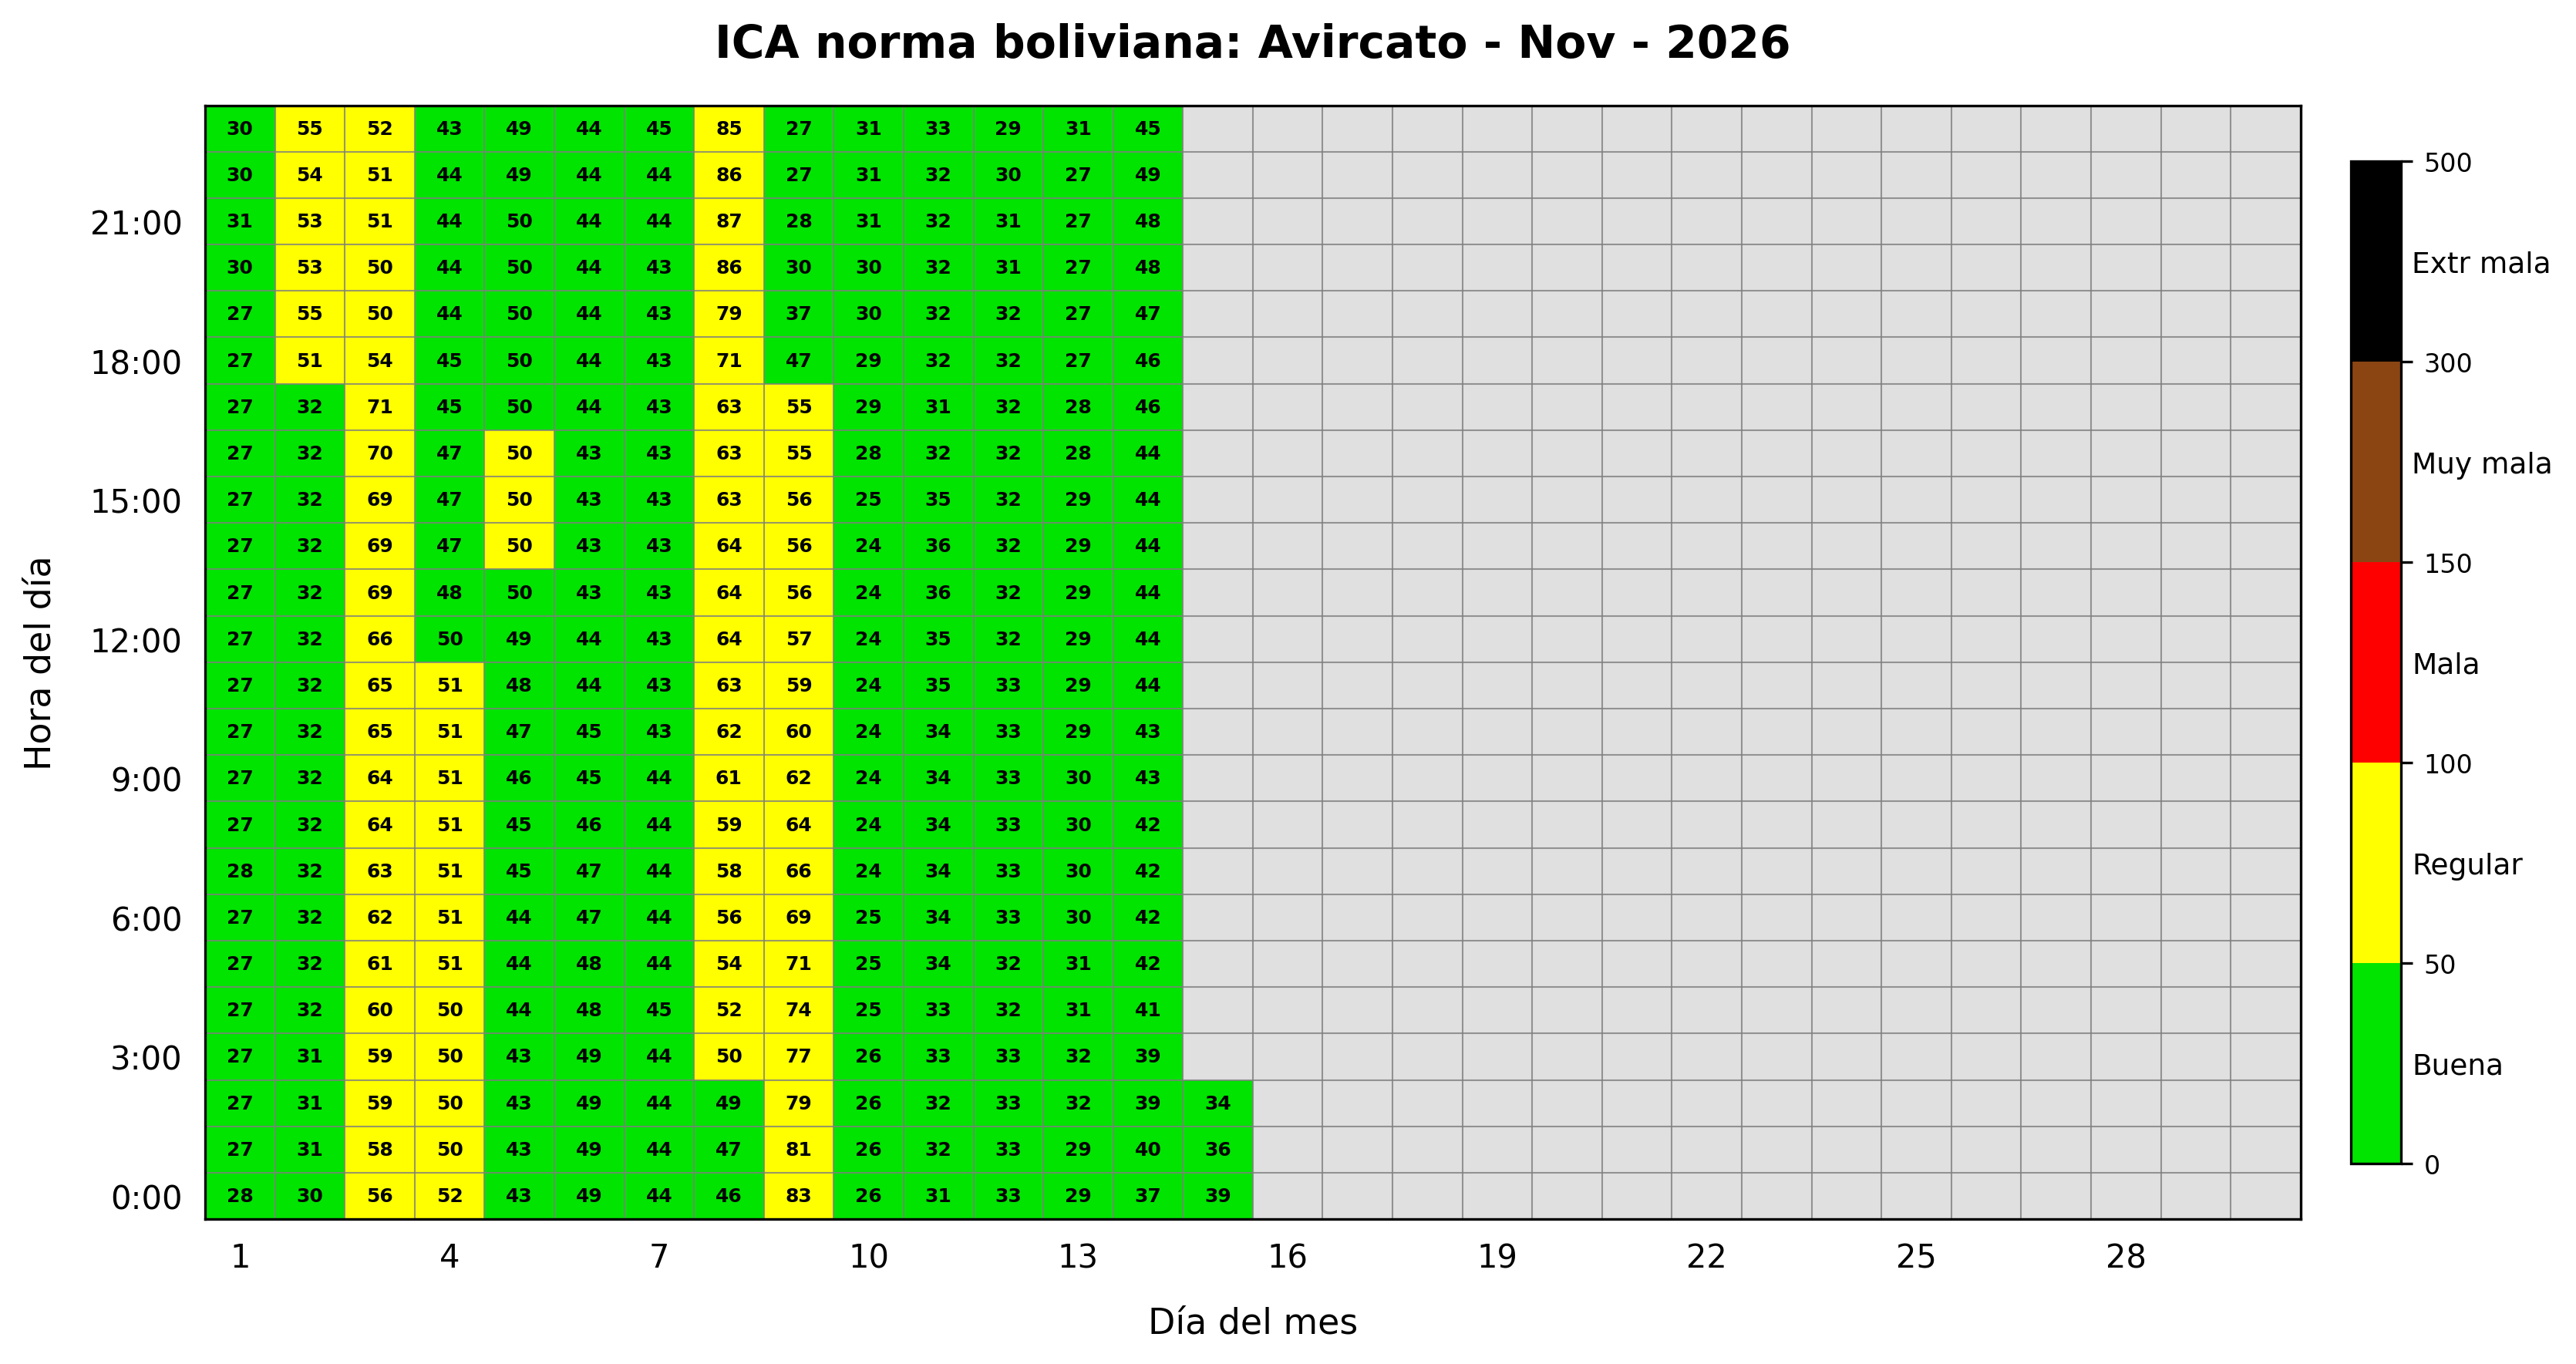 ICA norma boliviana: Avircato - Nov - 2026
30 55 52 43 49 44 45 85 27 31 33 29 31 45
30 54 51 44 49 44 44 86 27 31 32 30 27 49
21:00 31 53 51 44 50 44 44 87 28 31 32 31 27 48
30 53 50 44 50 44 43 86 30 30 32 31 27 48
27 55 50 44 50 44 43 79 37 30 32 32 27 47
18:00 27 51 54 45 50 44 43 71 47 29 32 32 27 46
27 32 71 45 50 44 43 63 55 29 31 32 28 46
27 32 70 47 50 43 43 63 55 28 32 32 28 44
15:00 27 32 69 47 50 43 43 63 56 25 35 32 29 44
27 32 69 47 50 43 43 64 56 24 36 32 29 44
27 32 69 48 50 43 43 64 56 24 36 32 29 44
12:00 27 32 66 50 49 44 43 64 57 24 35 32 29 44
27 32 65 51 48 44 43 63 59 24 35 33 29 44
27 32 65 51 47 45 43 62 60 24 34 33 29 43
9:00 27 32 64 51 46 45 44 61 62 24 34 33 30 43
27 32 64 51 45 46 44 59 64 24 34 33 30 42
28 32 63 51 45 47 44 58 66 24 34 33 30 42
6:00 27 32 62 51 44 47 44 56 69 25 34 33 30 42
27 32 61 51 44 48 44 54 71 25 34 32 31 42
27 32 60 50 44 48 45 52 74 25 33 32 31 41
3:00 27 31 59 50 43 49 44 50 77 26 33 33 32 39
27 31 59 50 43 49 44 49 79 26 32 33 32 39 34
27 31 58 50 43 49 44 47 81 26 32 33 29 40 36
0:00 28 30 56 52 43 49 44 46 83 26 31 33 29 37 39
1 4 7 10 13 16 19 22 25 28
Día del mes
Hora del día
500
Extr mala
300
Muy mala
150
Mala
100
Regular
50
Buena
0